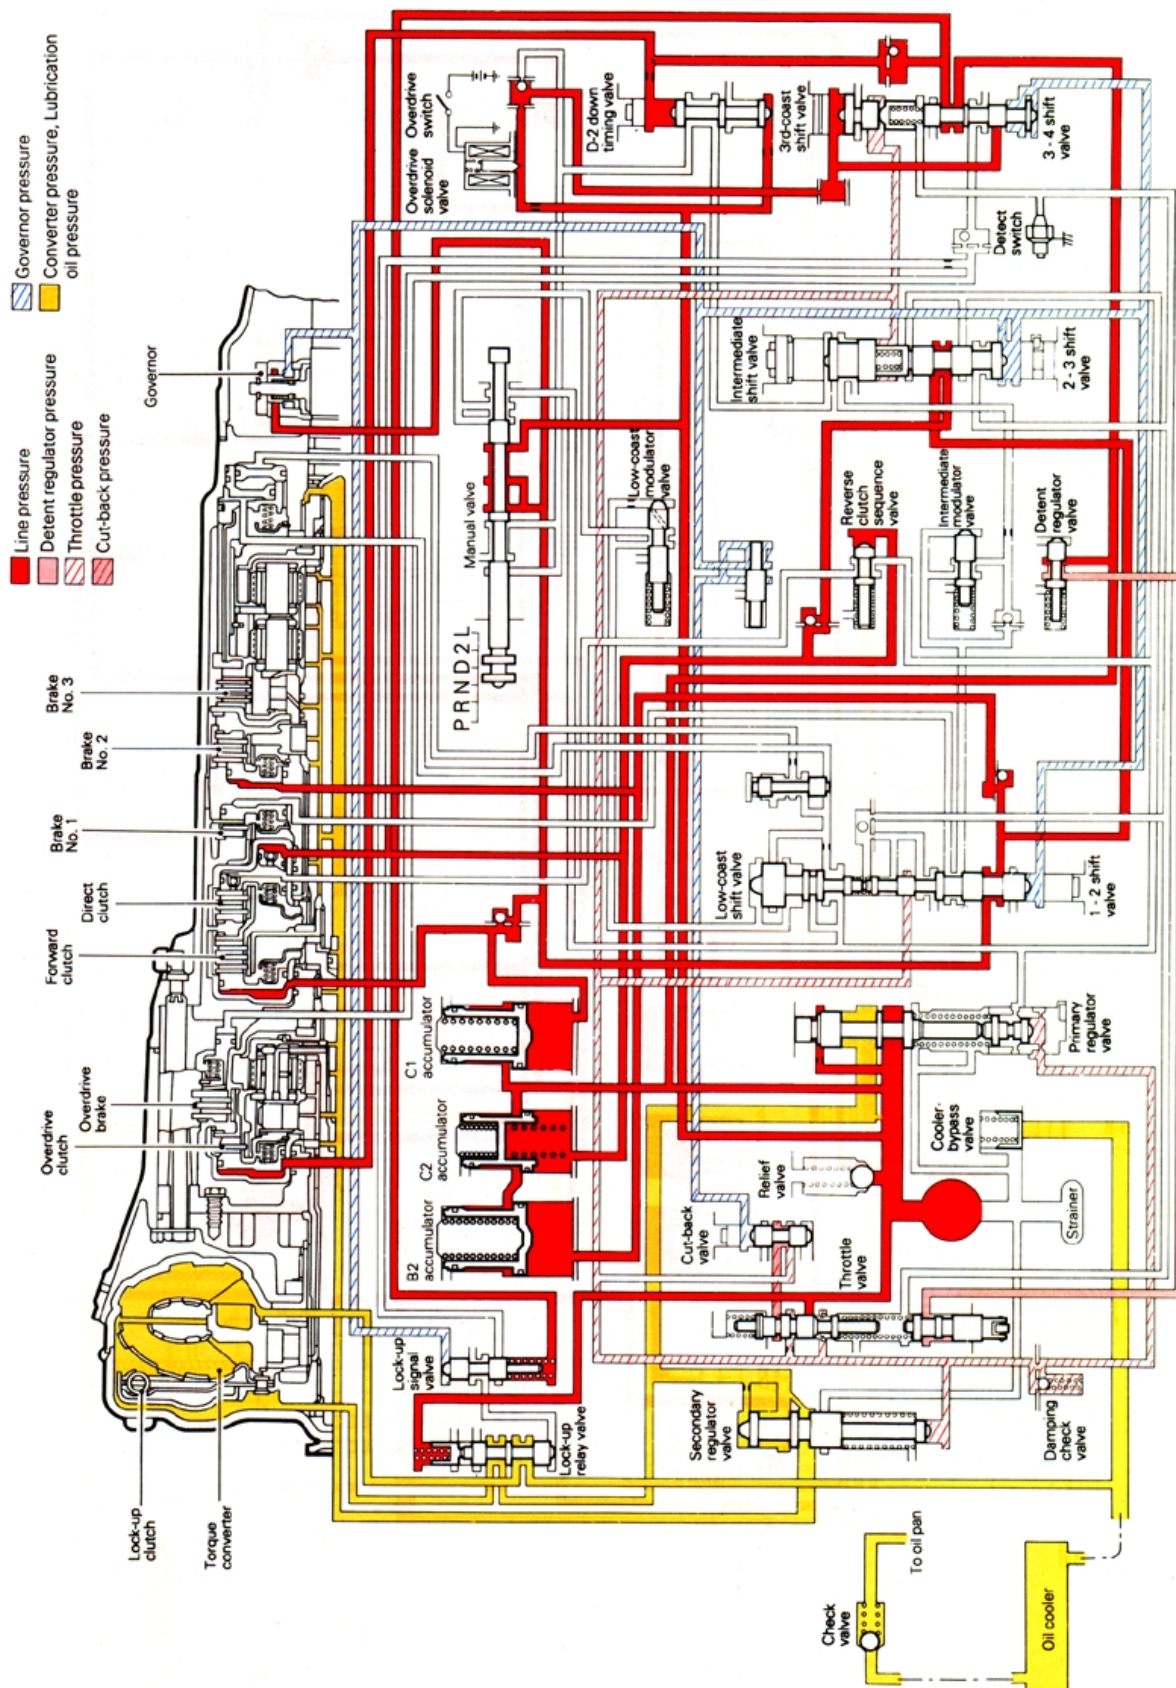 Line pressure
Detent regulator pressure
Throttle pressure
Cut-back pressure
Governor pressure
Converter pressure, Lubrication
oil pressure
Lock-up
clutch
Torque
converter
Overdrive
clutch
Overdrive
brake
Forward
clutch
Direct
clutch
Brake
No. 1
Brake
No. 2
Brake
No. 3
Governor
Lock-up
signal
valve
Lock-up
relay valve
B2
accumulator
C2
accumulator
C1
accumulator
Manual valve
P R N D 2 L
Overdrive
solenoid
valve
Overdrive
switch
D-2 down
timing valve
3rd-coast
shift valve
3 - 4 shift
valve
Detect
switch
Low-coast
modulator
valve
Intermediate
shift valve
2 - 3 shift
valve
Reverse
clutch
sequence
valve
Intermediate
modulator
valve
Detent
regulator
valve
Low-coast
shift valve
1 - 2 shift
valve
Primary
regulator
valve
Cooler-
bypass
valve
Relief
valve
Strainer
Cut-back
valve
Throttle
valve
Secondary
regulator
valve
Damping
check
valve
Check
valve
To oil pan
Oil cooler